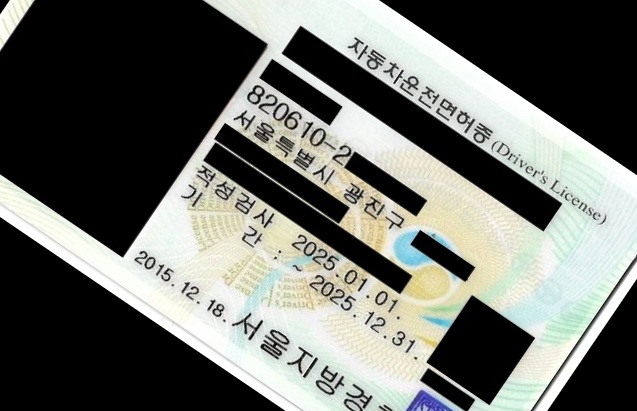 자동차운전면허증 (Driver's License)
820610-2
서울특별시 광진구
적성검사 2025.01.01.
기 간 : ~ 2025.12.31.
2015. 12. 18.
서울지방경